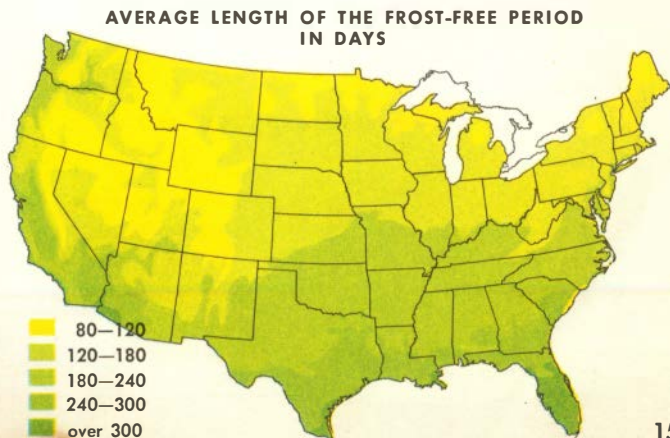 AVERAGE LENGTH OF THE FROST-FREE PERIOD
IN DAYS
80—120
120—180
180—240
240—300
over 300